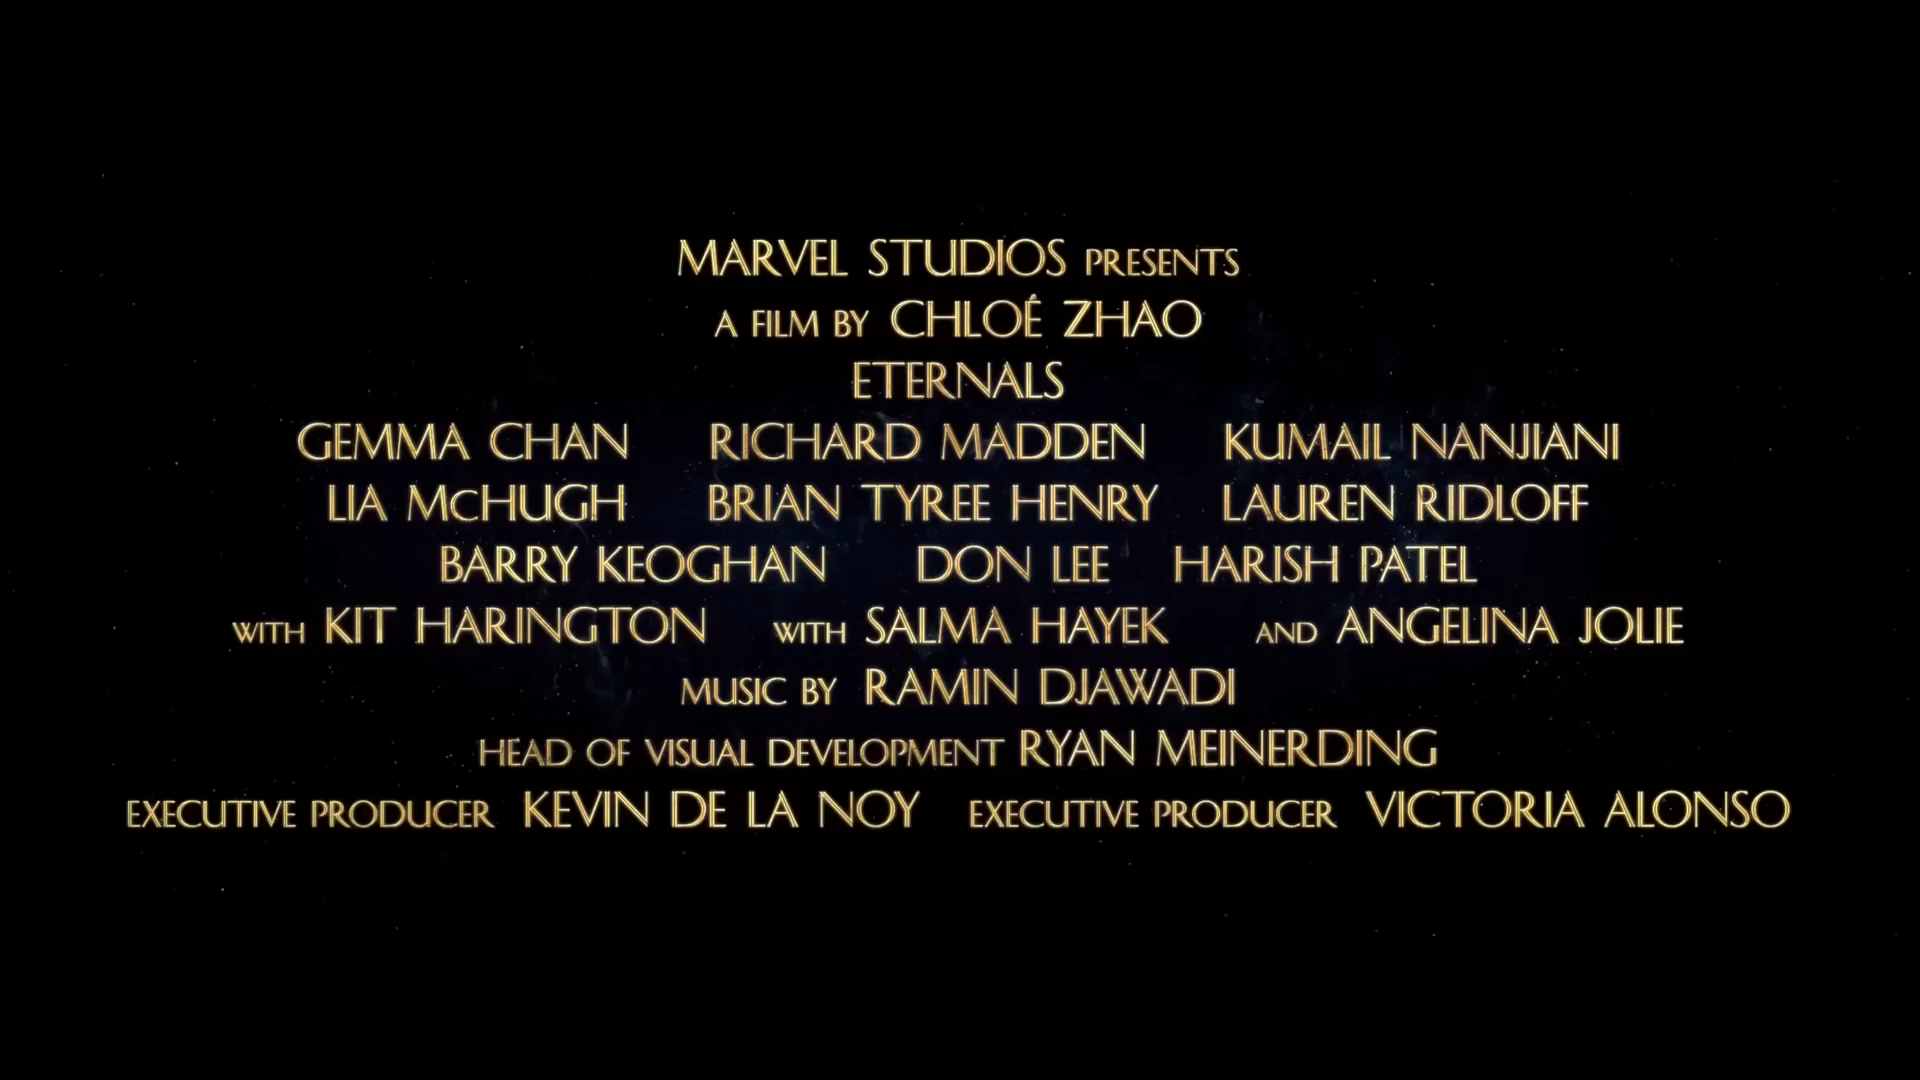 MARVEL STUDIOS PRESENTS
A FILM BY CHLOÉ ZHAO
ETERNALS
GEMMA CHAN RICHARD MADDEN KUMAIL NANJIANI
LIA McHUGH BRIAN TYREE HENRY LAUREN RIDLOFF
BARRY KEOGHAN DON LEE HARISH PATEL
WITH KIT HARINGTON WITH SALMA HAYEK AND ANGELINA JOLIE
MUSIC BY RAMIN DJAWADI
HEAD OF VISUAL DEVELOPMENT RYAN MEINERDING
EXECUTIVE PRODUCER KEVIN DE LA NOY EXECUTIVE PRODUCER VICTORIA ALONSO